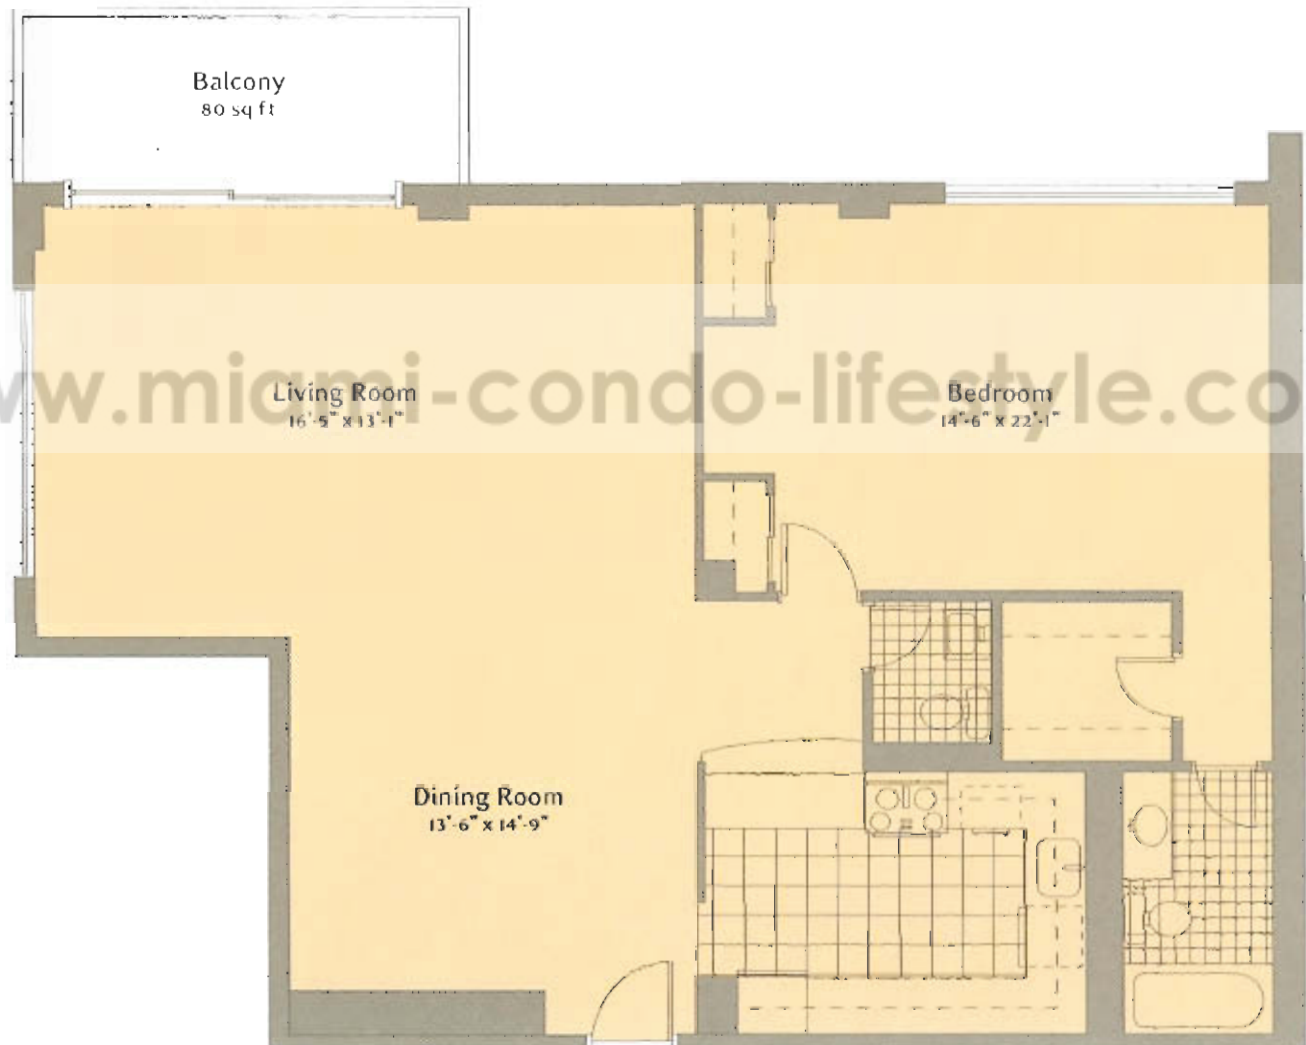 Balcony
80 sq ft
www.miami-condo-lifestyle.co
Living Room
16'-5" x 13'-1"
Bedroom
14'-6" x 22'-1"
Dining Room
13'-6" x 14'-9"